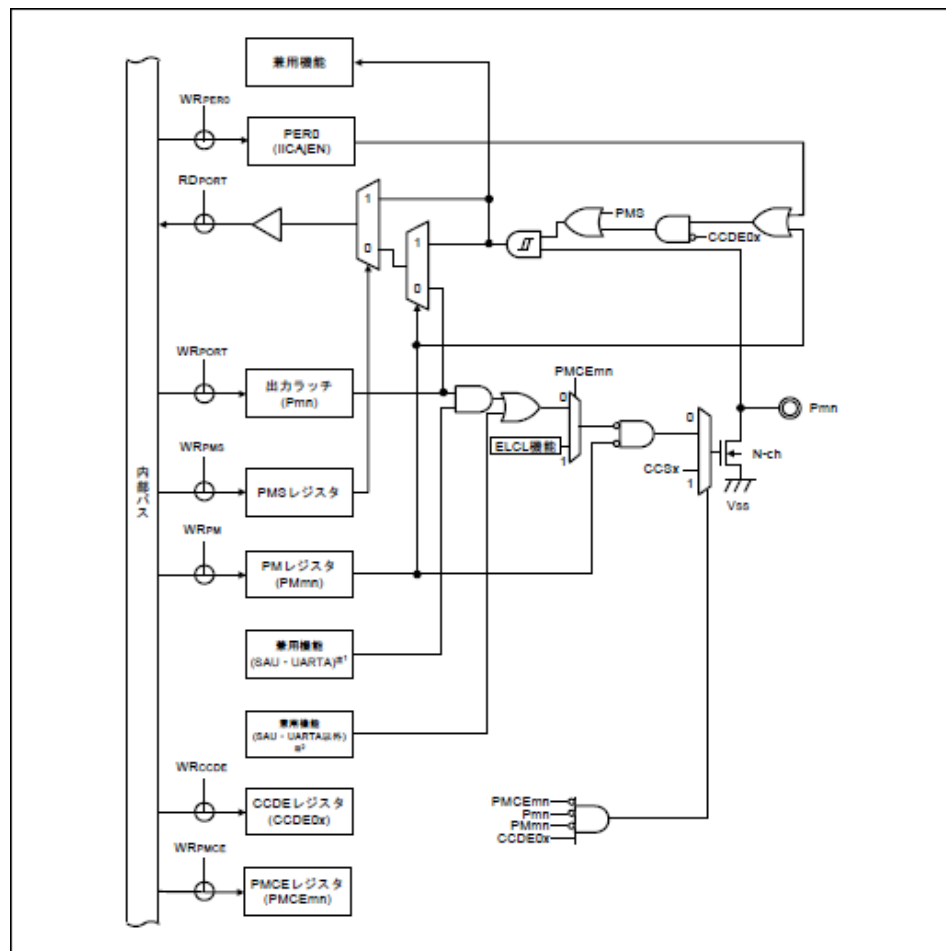 兼用機能
WRPER0
PER0
(IICAjEN)
RDPORT
1
0
1
0
PMS
CCDE0x
WRPORT
出力ラッチ
(Pmn)
PMCEmn
0
ELCL機能
1
0
CCSx
1
Pmn
N-ch
VSS
WRPMS
PMSレジスタ
内部バス
WRPM
PMレジスタ
(PMmn)
兼用機能
(SAU・UARTA)注1
兼用機能
(SAU・UARTA以外)
注2
WRCCDE
CCDEレジスタ
(CCDE0x)
PMCEmn
Pmn
PMmn
CCDE0x
WRPMCE
PMCEレジスタ
(PMCEmn)